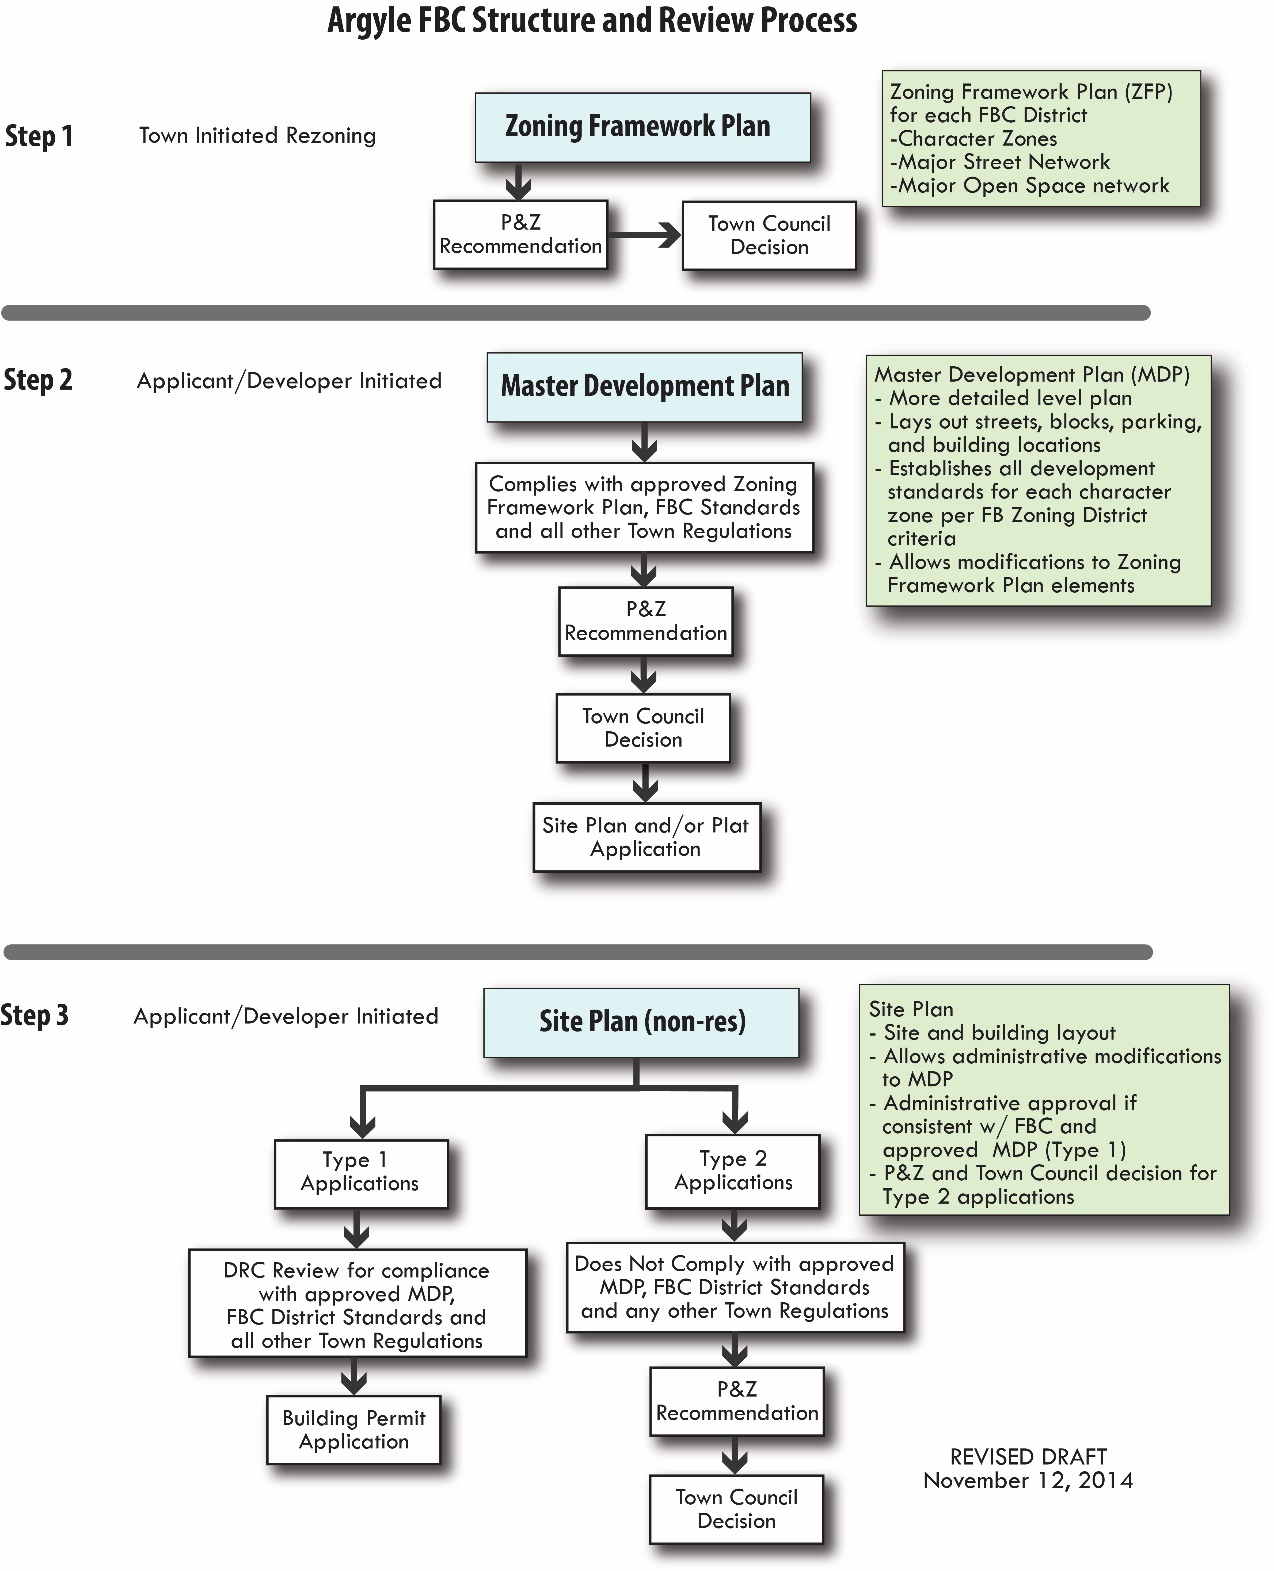 Argyle FBC Structure and Review Process
Step 1
Town Initiated Rezoning
Zoning Framework Plan
P&Z
Recommendation
Town Council
Decision
Zoning Framework Plan (ZFP)
for each FBC District
-Character Zones
-Major Street Network
-Major Open Space network
Step 2
Applicant/Developer Initiated
Master Development Plan
Complies with approved Zoning
Framework Plan, FBC Standards
and all other Town Regulations
P&Z
Recommendation
Town Council
Decision
Site Plan and/or Plat
Application
Master Development Plan (MDP)
- More detailed level plan
- Lays out streets, blocks, parking,
and building locations
- Establishes all development
standards for each character
zone per FB Zoning District
criteria
- Allows modifications to Zoning
Framework Plan elements
Step 3
Applicant/Developer Initiated
Site Plan (non-res)
Type 1
Applications
DRC Review for compliance
with approved MDP,
FBC District Standards and
all other Town Regulations
Building Permit
Application
Type 2
Applications
Does Not Comply with approved
MDP, FBC District Standards
and any other Town Regulations
P&Z
Recommendation
Town Council
Decision
Site Plan
- Site and building layout
- Allows administrative modifications
to MDP
- Administrative approval if
consistent w/ FBC and
approved MDP (Type 1)
- P&Z and Town Council decision for
Type 2 applications
REVISED DRAFT
November 12, 2014